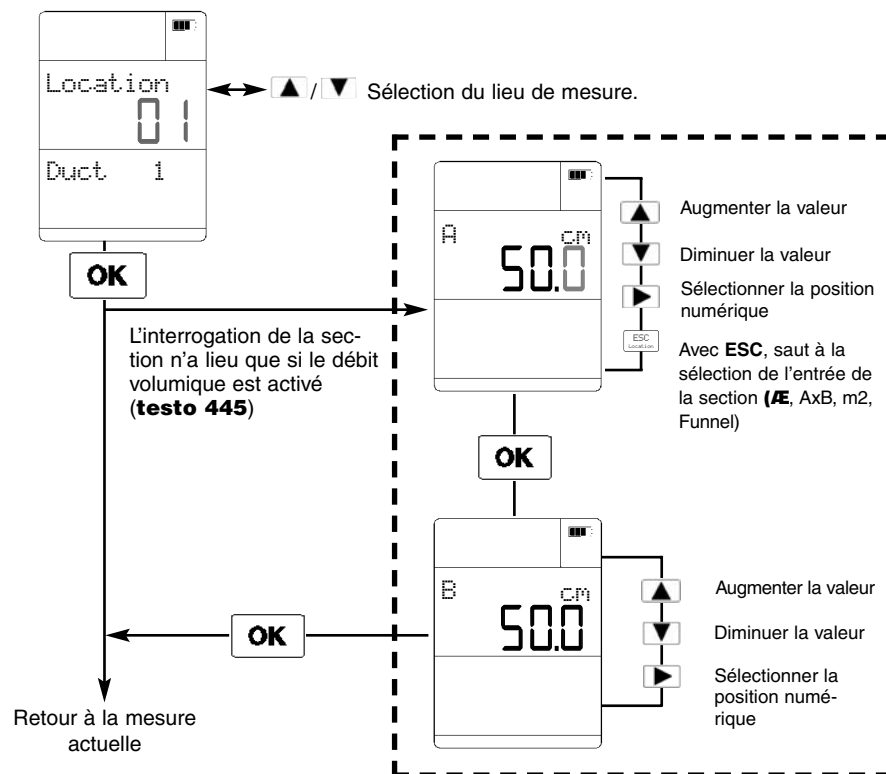 Location
01
Duct 1
▲ / ▼ Sélection du lieu de mesure.
OK
L'interrogation de la sec-
tion n'a lieu que si le débit
volumique est activé
(testo 445)
A cm
50.0
Augmenter la valeur
Diminuer la valeur
Sélectionner la position
numérique
ESC
Location
Avec ESC, saut à la
sélection de l'entrée de
la section (Æ, AxB, m2,
Funnel)
OK
B cm
50.0
Augmenter la valeur
Diminuer la valeur
Sélectionner la
position numé-
rique
OK
Retour à la mesure
actuelle